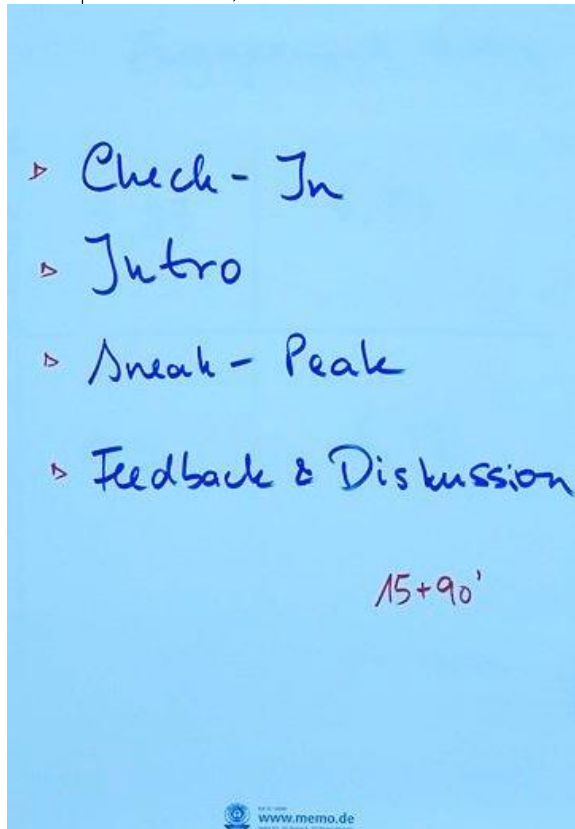 ▷ Check - In
▷ Intro
▷ Sneak - Peak
▷ Feedback & Diskussion
15+90'
www.memo.de